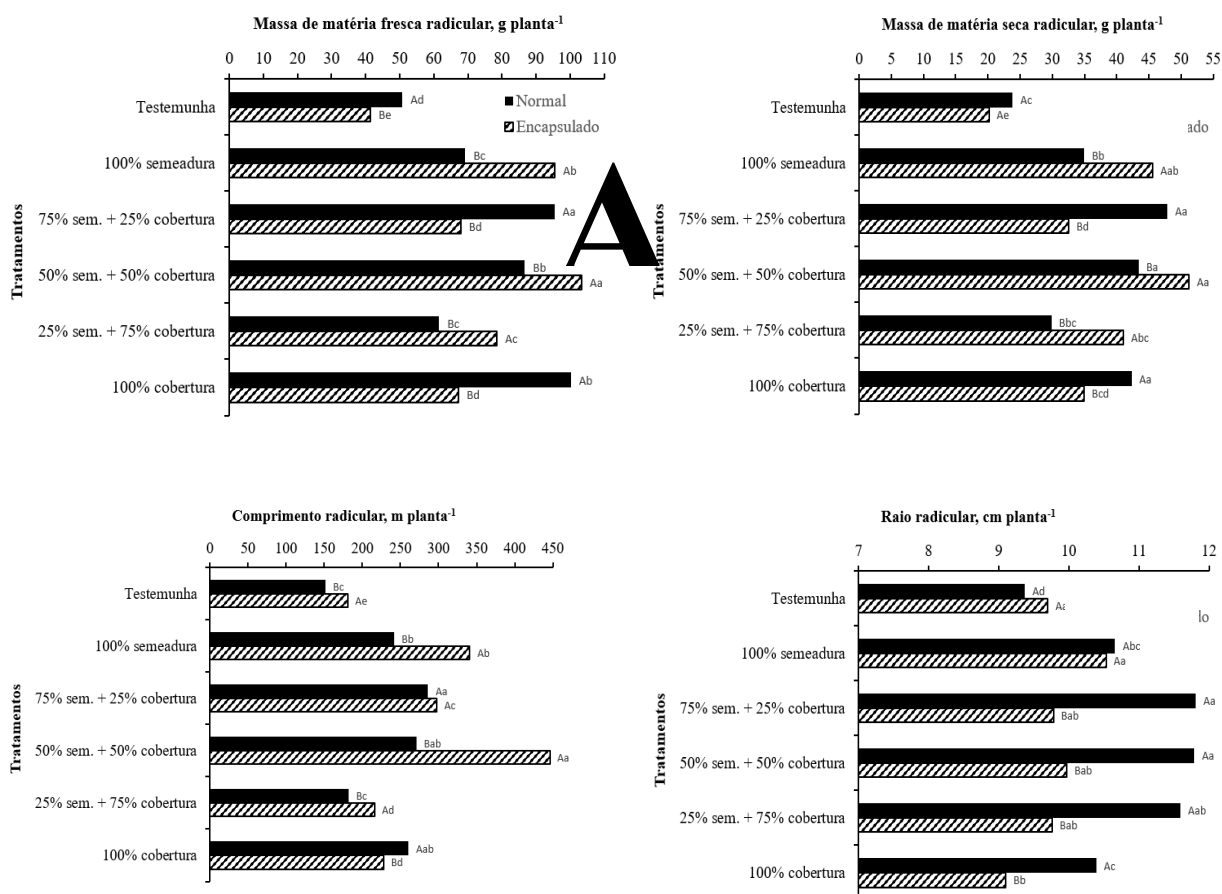 Massa de matéria fresca radicular, g planta-1
0 10 20 30 40 50 60 70 80 90 100 110
Tratamentos
Testemunha
100% semeadura
75% sem. + 25% cobertura
50% sem. + 50% cobertura
25% sem. + 75% cobertura
100% cobertura
Normal
Encapsulado
Ad
Be
Bc
Ab
Aa
Bd
Bb
Aa
Bc
Ac
Ab
Bd
A
Massa de matéria seca radicular, g planta-1
0 5 10 15 20 25 30 35 40 45 50 55
Tratamentos
Testemunha
100% semeadura
75% sem. + 25% cobertura
50% sem. + 50% cobertura
25% sem. + 75% cobertura
100% cobertura
ado
Ac
Ae
Bb
Aab
Aa
Bd
Ba
Aa
Bbc
Abc
Aa
Bcd
Comprimento radicular, m planta-1
0 50 100 150 200 250 300 350 400 450
Tratamentos
Testemunha
100% semeadura
75% sem. + 25% cobertura
50% sem. + 50% cobertura
25% sem. + 75% cobertura
100% cobertura
Bc
Ae
Bb
Ab
Aa
Ac
Bab
Aa
Bc
Ad
Aab
Bd
Raio radicular, cm planta-1
7 8 9 10 11 12
Tratamentos
Testemunha
100% semeadura
75% sem. + 25% cobertura
50% sem. + 50% cobertura
25% sem. + 75% cobertura
100% cobertura
Ad
Abc
Aa
Aa
Bab
Aa
Bab
Aab
Bab
Ac
Bb